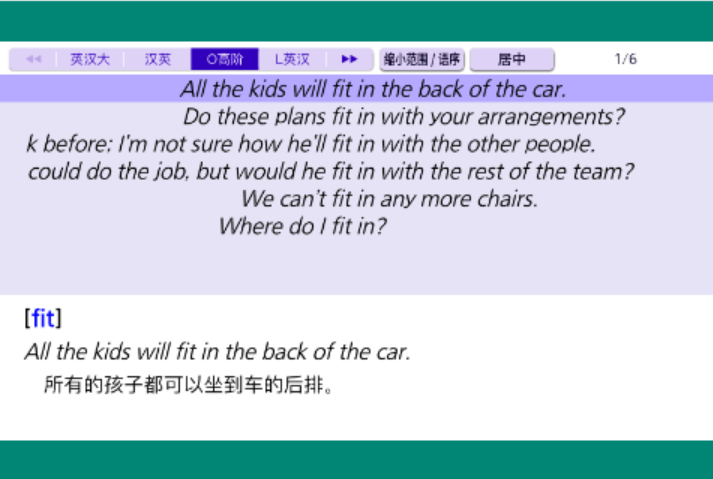 ◀◀ 英汉大 汉英 O高阶 L英汉 ▶▶ 缩小范围/语序 居中 1/6
All the kids will fit in the back of the car.
Do these plans fit in with your arrangements?
k before: I'm not sure how he'll fit in with the other people.
could do the job, but would he fit in with the rest of the team?
We can't fit in any more chairs.
Where do I fit in?
[fit]
All the kids will fit in the back of the car.
所有的孩子都可以坐到车的后排。